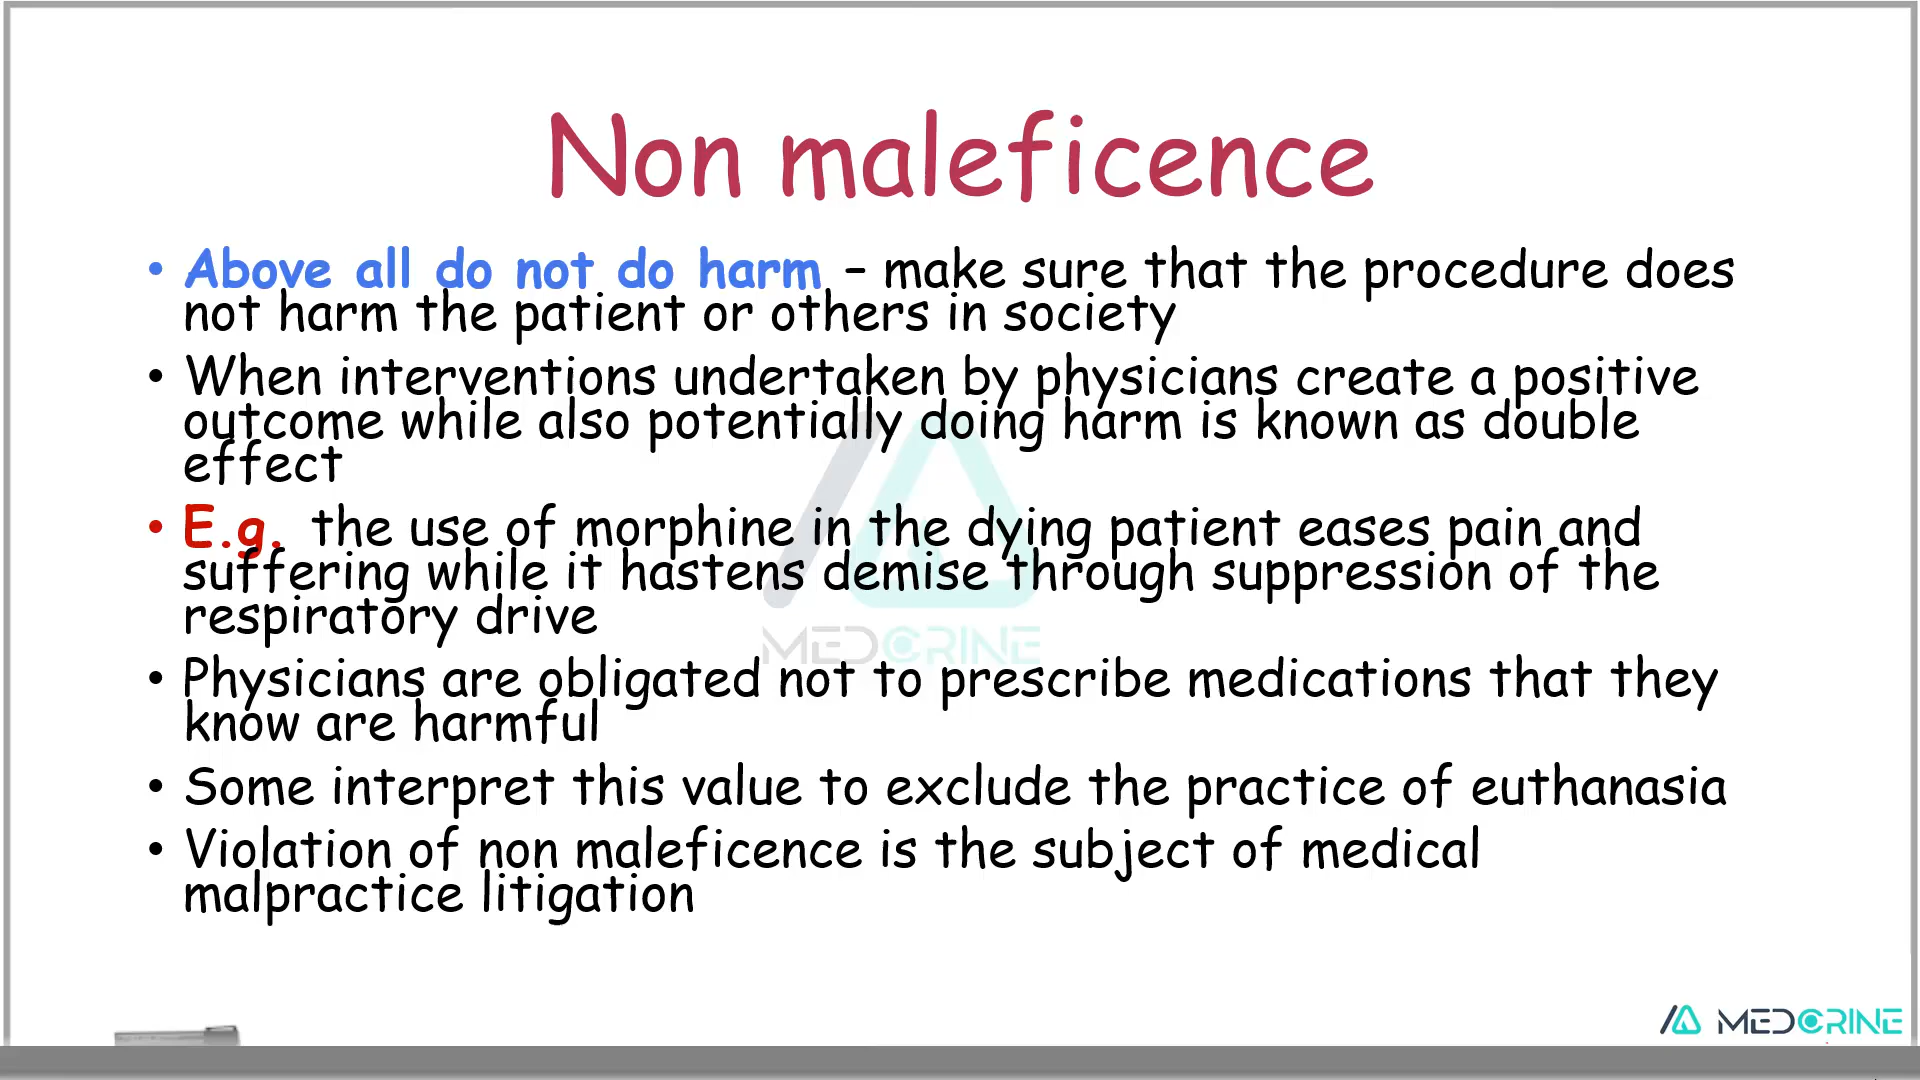 Non maleficence
• Above all do not do harm – make sure that the procedure does
not harm the patient or others in society
• When interventions undertaken by physicians create a positive
outcome while also potentially doing harm is known as double
effect
• E.g. the use of morphine in the dying patient eases pain and
suffering while it hastens demise through suppression of the
respiratory drive
MEDCRINE
• Physicians are obligated not to prescribe medications that they
know are harmful
• Some interpret this value to exclude the practice of euthanasia
• Violation of non maleficence is the subject of medical
malpractice litigation
MEDCRINE